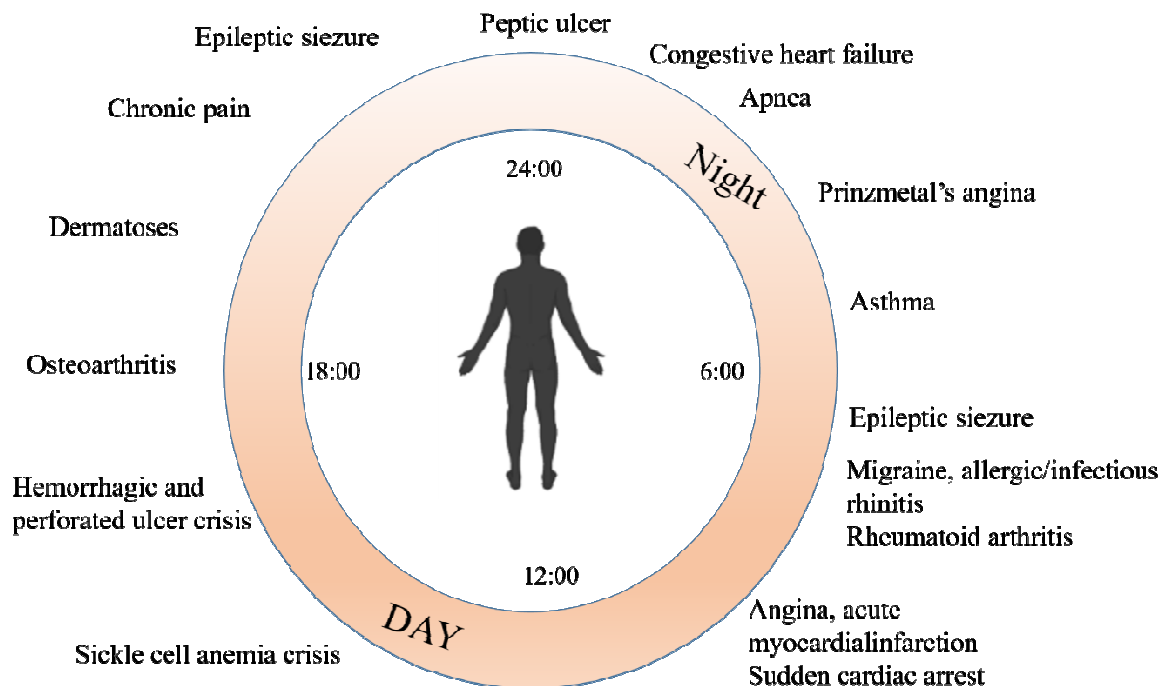 Peptic ulcer
Epileptic siezure
Congestive heart failure
Apnea
Chronic pain
Night
24:00
Prinzmetal's angina
Dermatoses
Asthma
Osteoarthritis
18:00
6:00
Epileptic siezure
Migraine, allergic/infectious
rhinitis
Rheumatoid arthritis
Hemorrhagic and
perforated ulcer crisis
12:00
DAY
Angina, acute
myocardialinfarction
Sudden cardiac arrest
Sickle cell anemia crisis